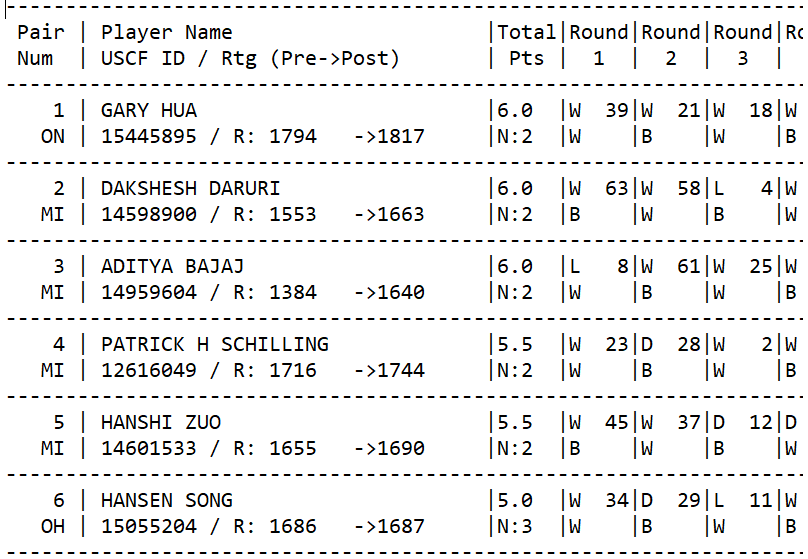 -----------------------------------------------------------------------------------------
 Pair | Player Name                     |Total|Round|Round|Round|Ro
 Num  | USCF ID / Rtg (Pre->Post)       | Pts |  1  |  2  |  3  |
-----------------------------------------------------------------------------------------
    1 | GARY HUA                        |6.0  |W  39|W  21|W  18|W
   ON | 15445895 / R: 1794   ->1817     |N:2  |W    |B    |W    |B
-----------------------------------------------------------------------------------------
    2 | DAKSHESH DARURI                 |6.0  |W  63|W  58|L   4|W
   MI | 14598900 / R: 1553   ->1663     |N:2  |B    |W    |B    |W
-----------------------------------------------------------------------------------------
    3 | ADITYA BAJAJ                    |6.0  |L   8|W  61|W  25|W
   MI | 14959604 / R: 1384   ->1640     |N:2  |W    |B    |W    |B
-----------------------------------------------------------------------------------------
    4 | PATRICK H SCHILLING             |5.5  |W  23|D  28|W   2|W
   MI | 12616049 / R: 1716   ->1744     |N:2  |W    |B    |W    |B
-----------------------------------------------------------------------------------------
    5 | HANSHI ZUO                      |5.5  |W  45|W  37|D  12|D
   MI | 14601533 / R: 1655   ->1690     |N:2  |B    |W    |B    |W
-----------------------------------------------------------------------------------------
    6 | HANSEN SONG                     |5.0  |W  34|D  29|L  11|W
   OH | 15055204 / R: 1686   ->1687     |N:3  |W    |B    |W    |B
-----------------------------------------------------------------------------------------